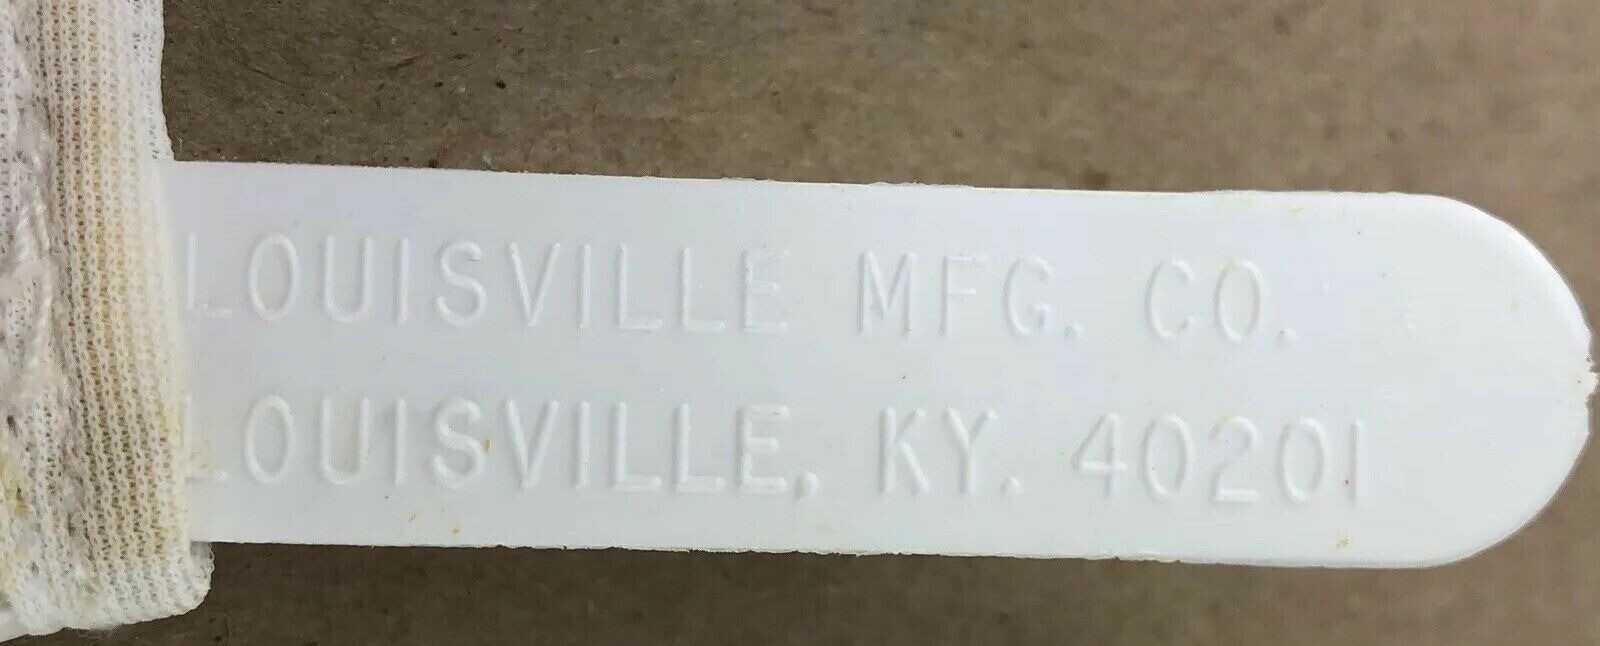 LOUISVILLE MFG. CO.
LOUISVILLE, KY. 40201